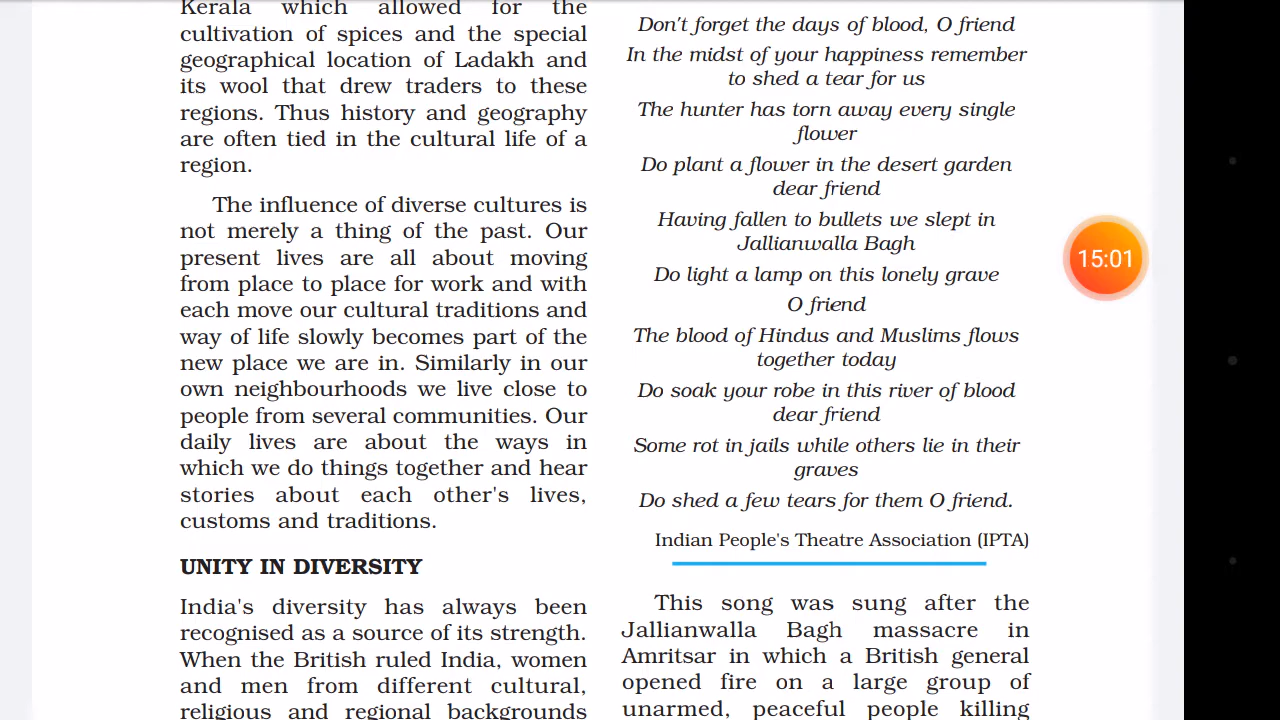 Kerala which allowed for the
cultivation of spices and the special
geographical location of Ladakh and
its wool that drew traders to these
regions. Thus history and geography
are often tied in the cultural life of a
region.
The influence of diverse cultures is
not merely a thing of the past. Our
present lives are all about moving
from place to place for work and with
each move our cultural traditions and
way of life slowly becomes part of the
new place we are in. Similarly in our
own neighbourhoods we live close to
people from several communities. Our
daily lives are about the ways in
which we do things together and hear
stories about each other's lives,
customs and traditions.
UNITY IN DIVERSITY
India's diversity has always been
recognised as a source of its strength.
When the British ruled India, women
and men from different cultural,
religious and regional backgrounds
Don't forget the days of blood, O friend
In the midst of your happiness remember
to shed a tear for us
The hunter has torn away every single
flower
Do plant a flower in the desert garden
dear friend
Having fallen to bullets we slept in
Jallianwalla Bagh
Do light a lamp on this lonely grave
O friend
The blood of Hindus and Muslims flows
together today
Do soak your robe in this river of blood
dear friend
Some rot in jails while others lie in their
graves
Do shed a few tears for them O friend.
Indian People's Theatre Association (IPTA)
This song was sung after the
Jallianwalla Bagh massacre in
Amritsar in which a British general
opened fire on a large group of
unarmed, peaceful people killing
15:01